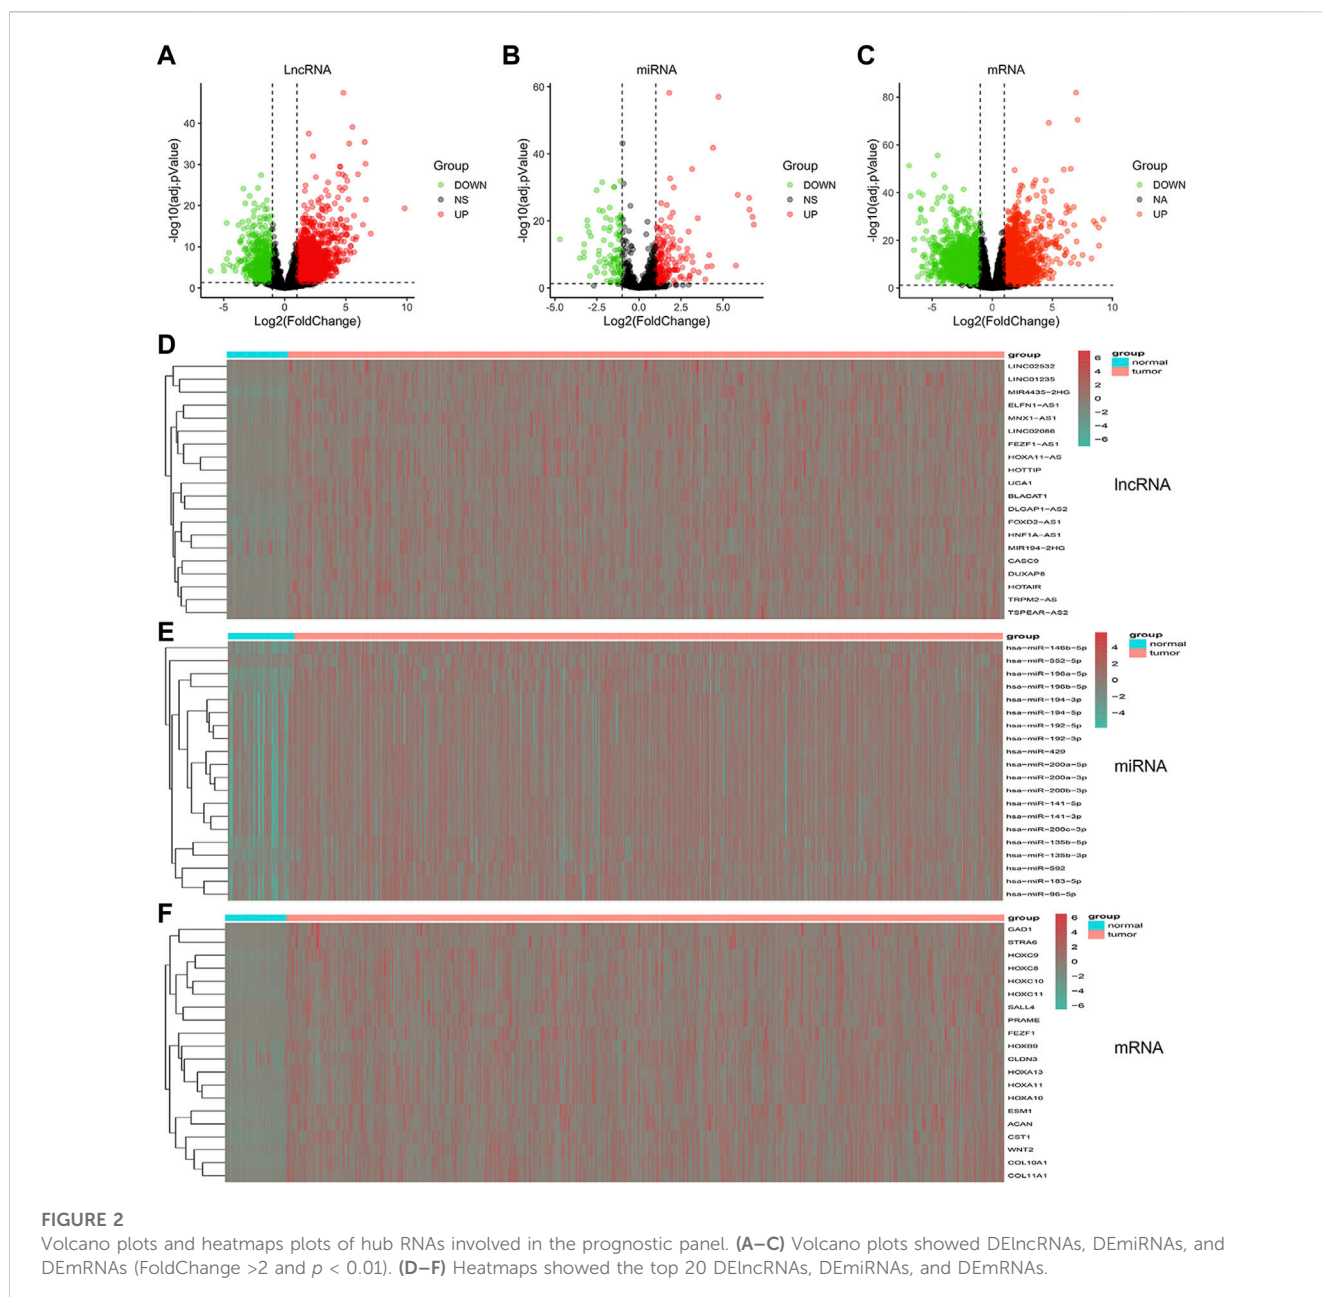 A
LncRNA
-log10(adj.pValue)
40
30
20
10
0
-5
0
5
10
Log2(FoldChange)
Group
DOWN
NS
UP
B
miRNA
-log10(adj.pValue)
60
40
20
0
-5.0
-2.5
0.0
2.5
5.0
Log2(FoldChange)
Group
DOWN
NS
UP
C
mRNA
-log10(adj.pValue)
80
60
40
20
0
-5
0
5
10
Log2(FoldChange)
Group
DOWN
NA
UP
D
group
LINC02532
LINC01235
MIR4435-2HG
ELFN1-AS1
MNX1-AS1
LINC02086
FEZF1-AS1
HOXA11-AS
HOTTIP
UCA1
BLACAT1
DLGAP1-AS2
FOXD2-AS1
HNF1A-AS1
MIR194-2HG
CASC9
DUXAP8
HOTAIR
TRPM2-AS
TSPEAR-AS2
6
4
2
0
-2
-4
-6
group
normal
tumor
lncRNA
E
group
hsa-miR-146b-5p
hsa-miR-552-5p
hsa-miR-196a-5p
hsa-miR-196b-5p
hsa-miR-194-3p
hsa-miR-194-5p
hsa-miR-192-5p
hsa-miR-192-3p
hsa-miR-429
hsa-miR-200a-5p
hsa-miR-200a-3p
hsa-miR-200b-3p
hsa-miR-141-5p
hsa-miR-141-3p
hsa-miR-200c-3p
hsa-miR-135b-5p
hsa-miR-135b-3p
hsa-miR-592
hsa-miR-183-5p
hsa-miR-96-5p
4
2
0
-2
-4
group
normal
tumor
miRNA
F
group
GAD1
STRA6
HOXC9
HOXC8
HOXC10
HOXC11
SALL4
PRAME
FEZF1
HOXB9
CLDN3
HOXA13
HOXA11
HOXA10
ESM1
ACAN
CST1
WNT2
COL10A1
COL11A1
6
4
2
0
-2
-4
-6
group
normal
tumor
mRNA
FIGURE 2
Volcano plots and heatmaps plots of hub RNAs involved in the prognostic panel. (A–C) Volcano plots showed DElncRNAs, DEmiRNAs, and
DEmRNAs (FoldChange >2 and p < 0.01). (D–F) Heatmaps showed the top 20 DElncRNAs, DEmiRNAs, and DEmRNAs.